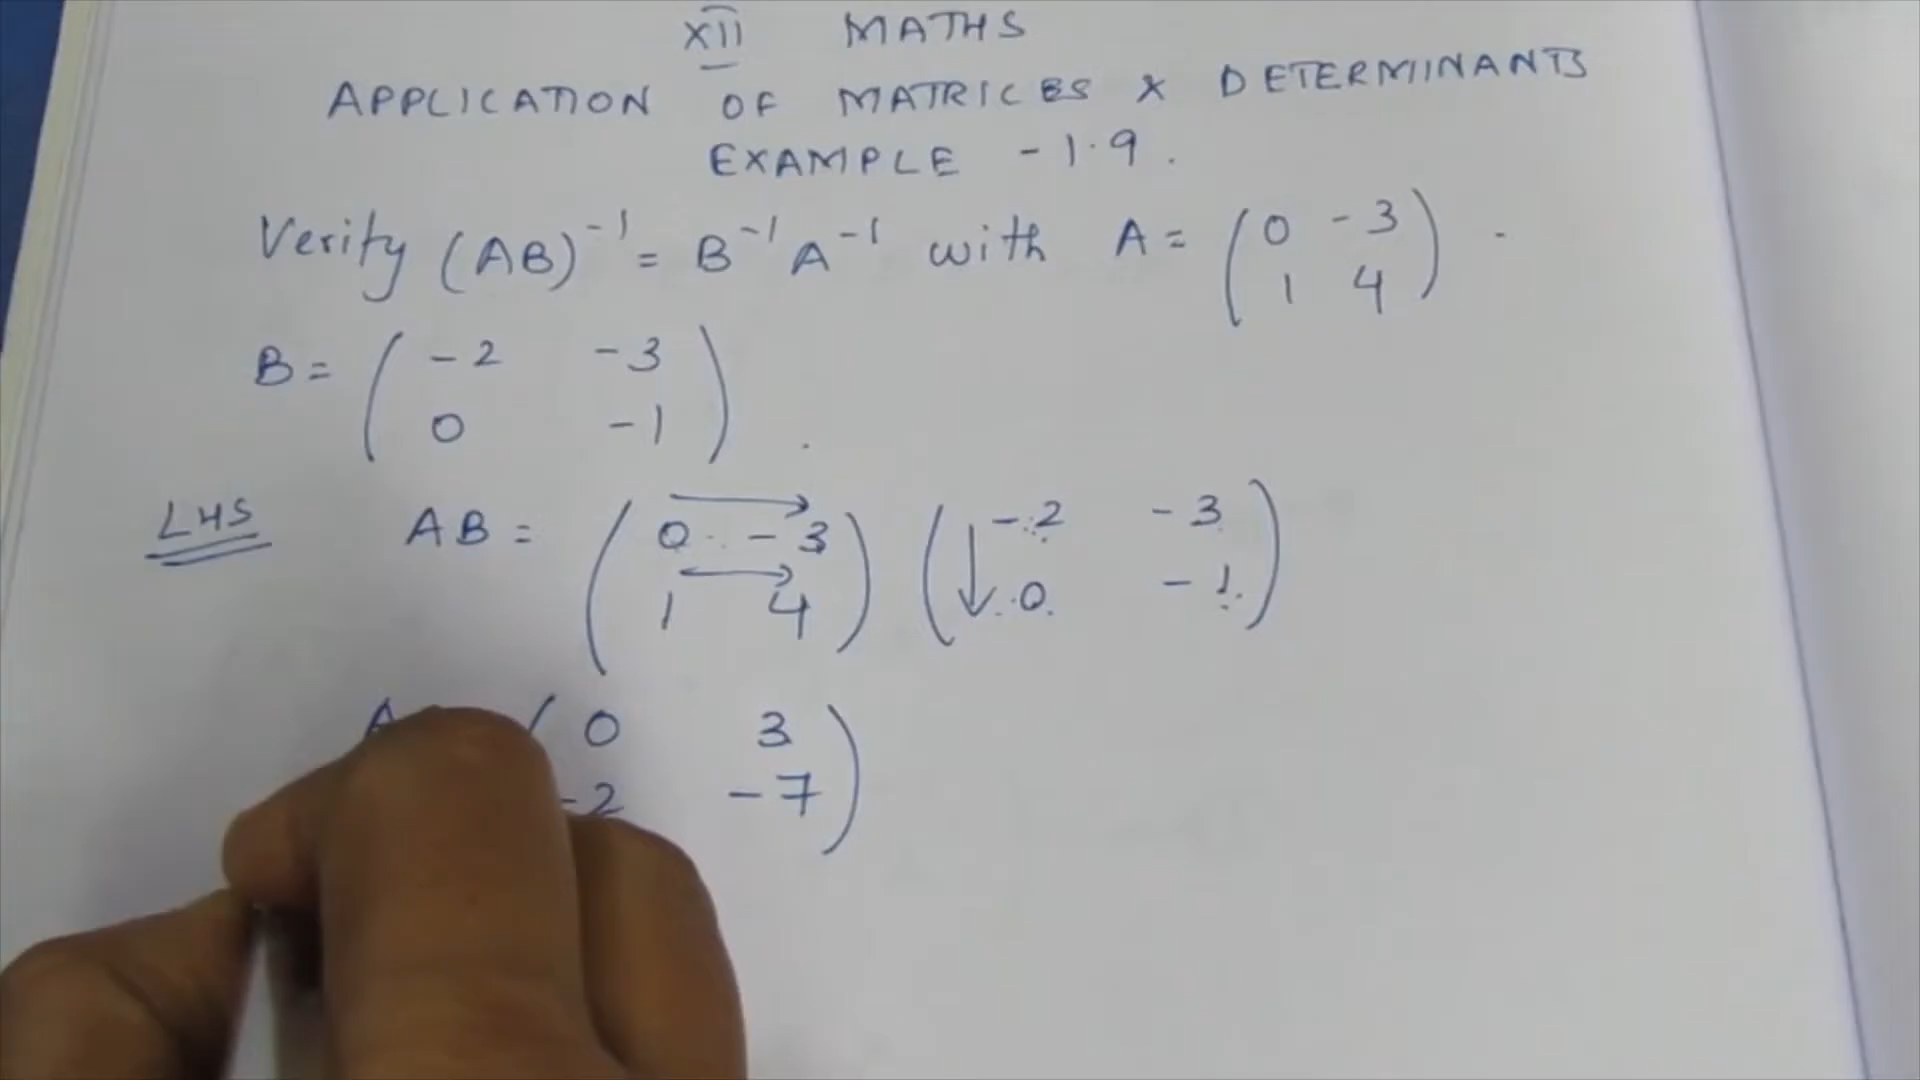 XII MATHS
APPLICATION OF MATRICES & DETERMINANTS
EXAMPLE - 1.9.
Verify (AB)⁻¹ = B⁻¹ A⁻¹ with A = ( 0 -3 ) .
1 4
B = ( -2 -3 )
0 -1 .
LHS AB = ( 0 -3 ) ( -2 -3 )
1 4 0 -1
A ( 0 3 )
-2 -7